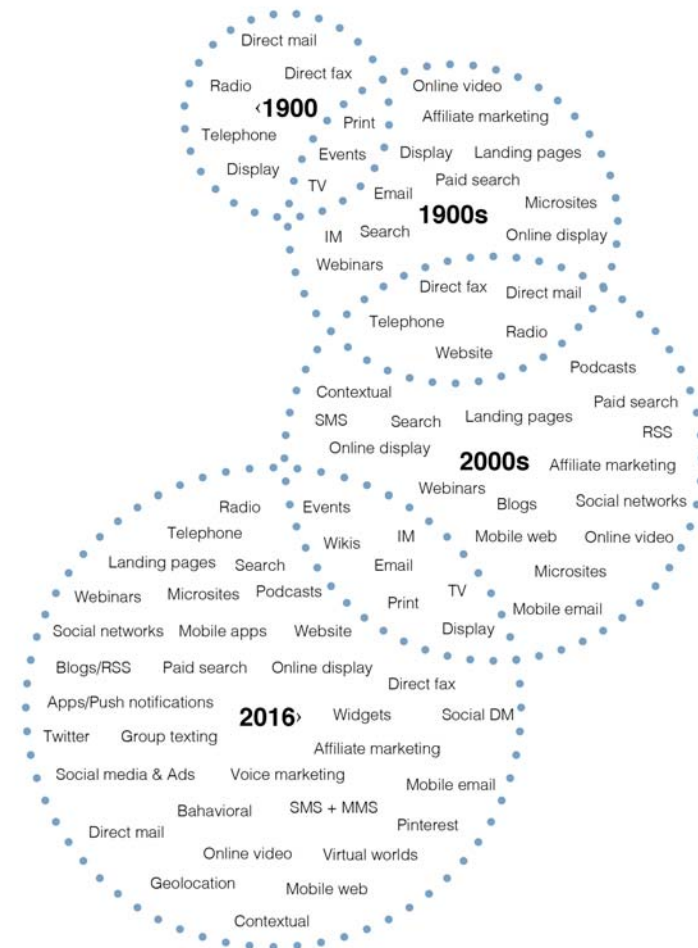 Direct mail
Direct fax
Radio
‹1900
Print
Telephone
Events
Display
TV
Online video
Affiliate marketing
Display
Landing pages
Paid search
Email
Microsites
1900s
IM
Search
Online display
Webinars
Direct fax
Direct mail
Telephone
Radio
Website
Podcasts
Contextual
Paid search
SMS
Search
Landing pages
RSS
Online display
2000s
Affiliate marketing
Webinars
Blogs
Social networks
Mobile web
Online video
Microsites
Mobile email
Events
Wikis
IM
Email
TV
Print
Display
Radio
Telephone
Landing pages
Search
Webinars
Microsites
Podcasts
Social networks
Mobile apps
Website
Blogs/RSS
Paid search
Online display
Direct fax
Apps/Push notifications
2016›
Widgets
Social DM
Twitter
Group texting
Affiliate marketing
Social media & Ads
Voice marketing
Mobile email
Bahavioral
SMS + MMS
Pinterest
Direct mail
Online video
Virtual worlds
Geolocation
Mobile web
Contextual